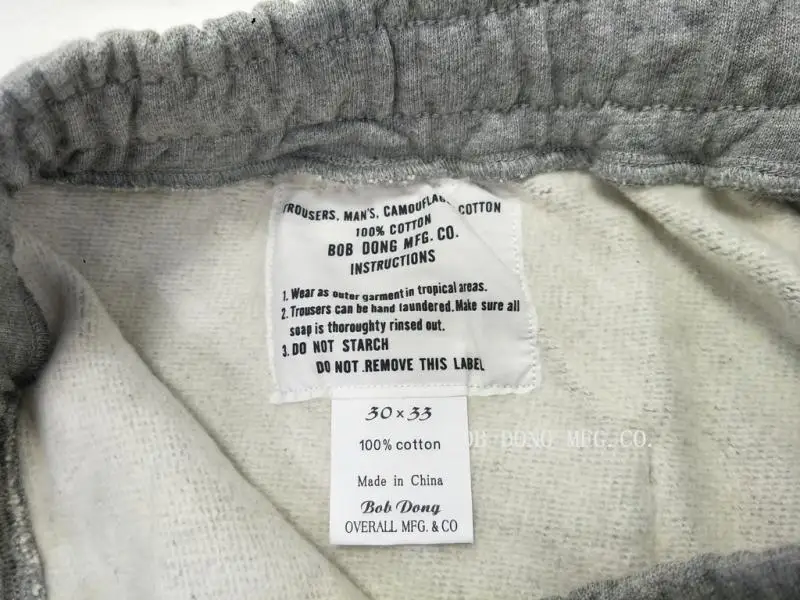 TROUSERS, MAN'S, CAMOUFLAG COTTON
100% COTTON
BOB DONG MFG. CO.
INSTRUCTIONS
1. Wear as outer garment in tropical areas.
2. Trousers can be hand laundered. Make sure all
soap is thoroughty rinsed out.
3. DO NOT STARCH
DO NOT REMOVE THIS LABEL
30 x 33
100% cotton
Made in China
Bob Dong
OVERALL MFG. & CO
BOB DONG MFG.CO.